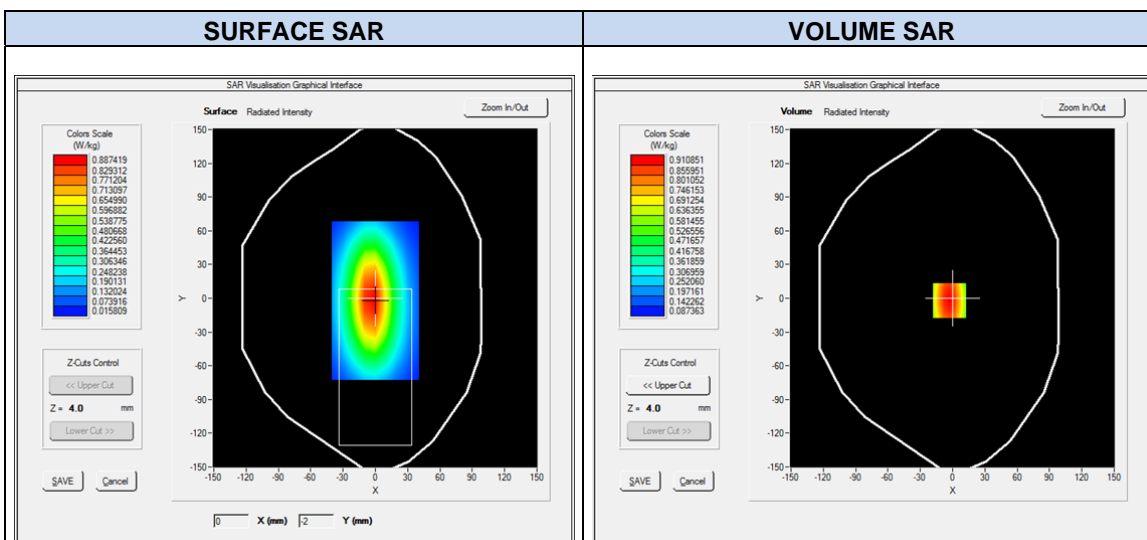 SURFACE SAR
VOLUME SAR
SAR Visualisation Graphical Interface
Surface Radiated Intensity
Zoom In/Out
Colors Scale
(W/kg)
0.887419
0.829312
0.771204
0.713097
0.654990
0.596882
0.538775
0.480668
0.422560
0.364453
0.306346
0.248238
0.190131
0.132024
0.073916
0.015809
150
120
90
60
30
0
-30
-60
-90
-120
-150
Y
-150 -120 -90 -60 -30 0 30 60 90 120 150
X
Z-Cuts Control
<< Upper Cut
Z = 4.0 mm
Lower Cut >>
SAVE Cancel
0 X (mm) -2 Y (mm)
SAR Visualisation Graphical Interface
Volume Radiated Intensity
Zoom In/Out
Colors Scale
(W/kg)
0.910851
0.855951
0.801052
0.746153
0.691254
0.636355
0.581455
0.526556
0.471657
0.416758
0.361859
0.306959
0.252060
0.197161
0.142262
0.087363
150
120
90
60
30
0
-30
-60
-90
-120
-150
Y
-150 -120 -90 -60 -30 0 30 60 90 120 150
X
Z-Cuts Control
<< Upper Cut
Z = 4.0 mm
Lower Cut >>
SAVE Cancel